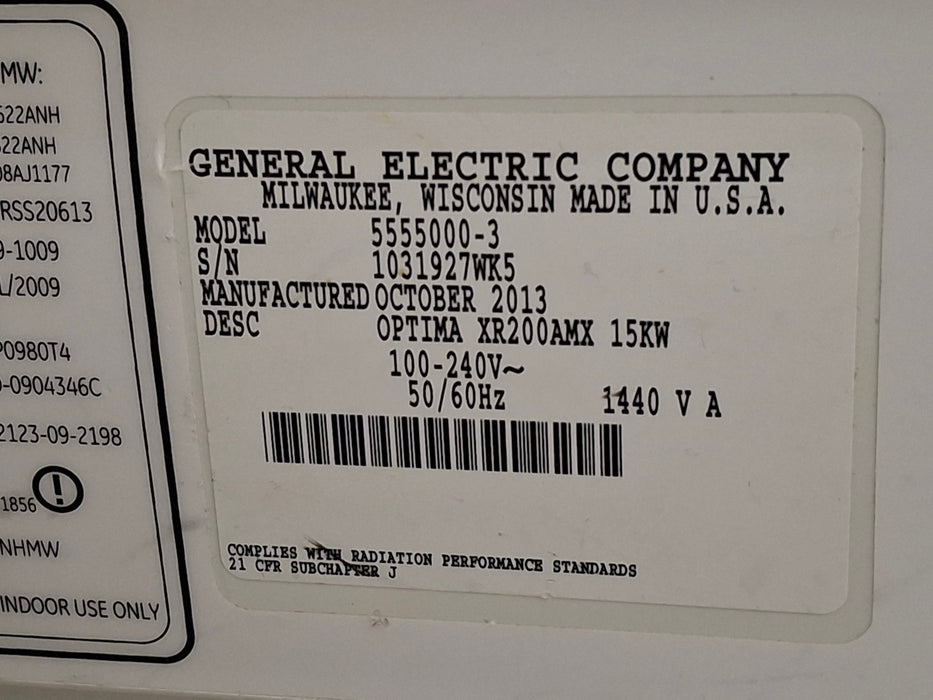 MW:
622ANH
22ANH
08AJ1177
RSS20613
9-1009
/2009
P0980T4
0-0904346C
2123-09-2198
1856
NHMW
INDOOR USE ONLY
GENERAL ELECTRIC COMPANY
MILWAUKEE, WISCONSIN MADE IN U.S.A.
MODEL 5555000-3
S/N 1031927WK5
MANUFACTURED OCTOBER 2013
DESC OPTIMA XR200AMX 15KW
100-240V~
50/60Hz 1440 V A
COMPLIES WITH RADIATION PERFORMANCE STANDARDS
21 CFR SUBCHAPTER J